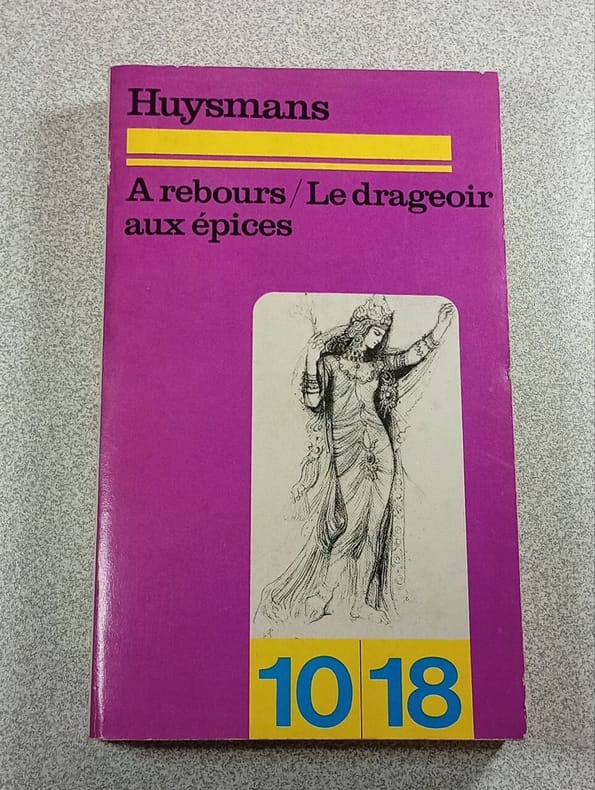 Huysmans
A rebours/Le drageoir
aux épices
10 18